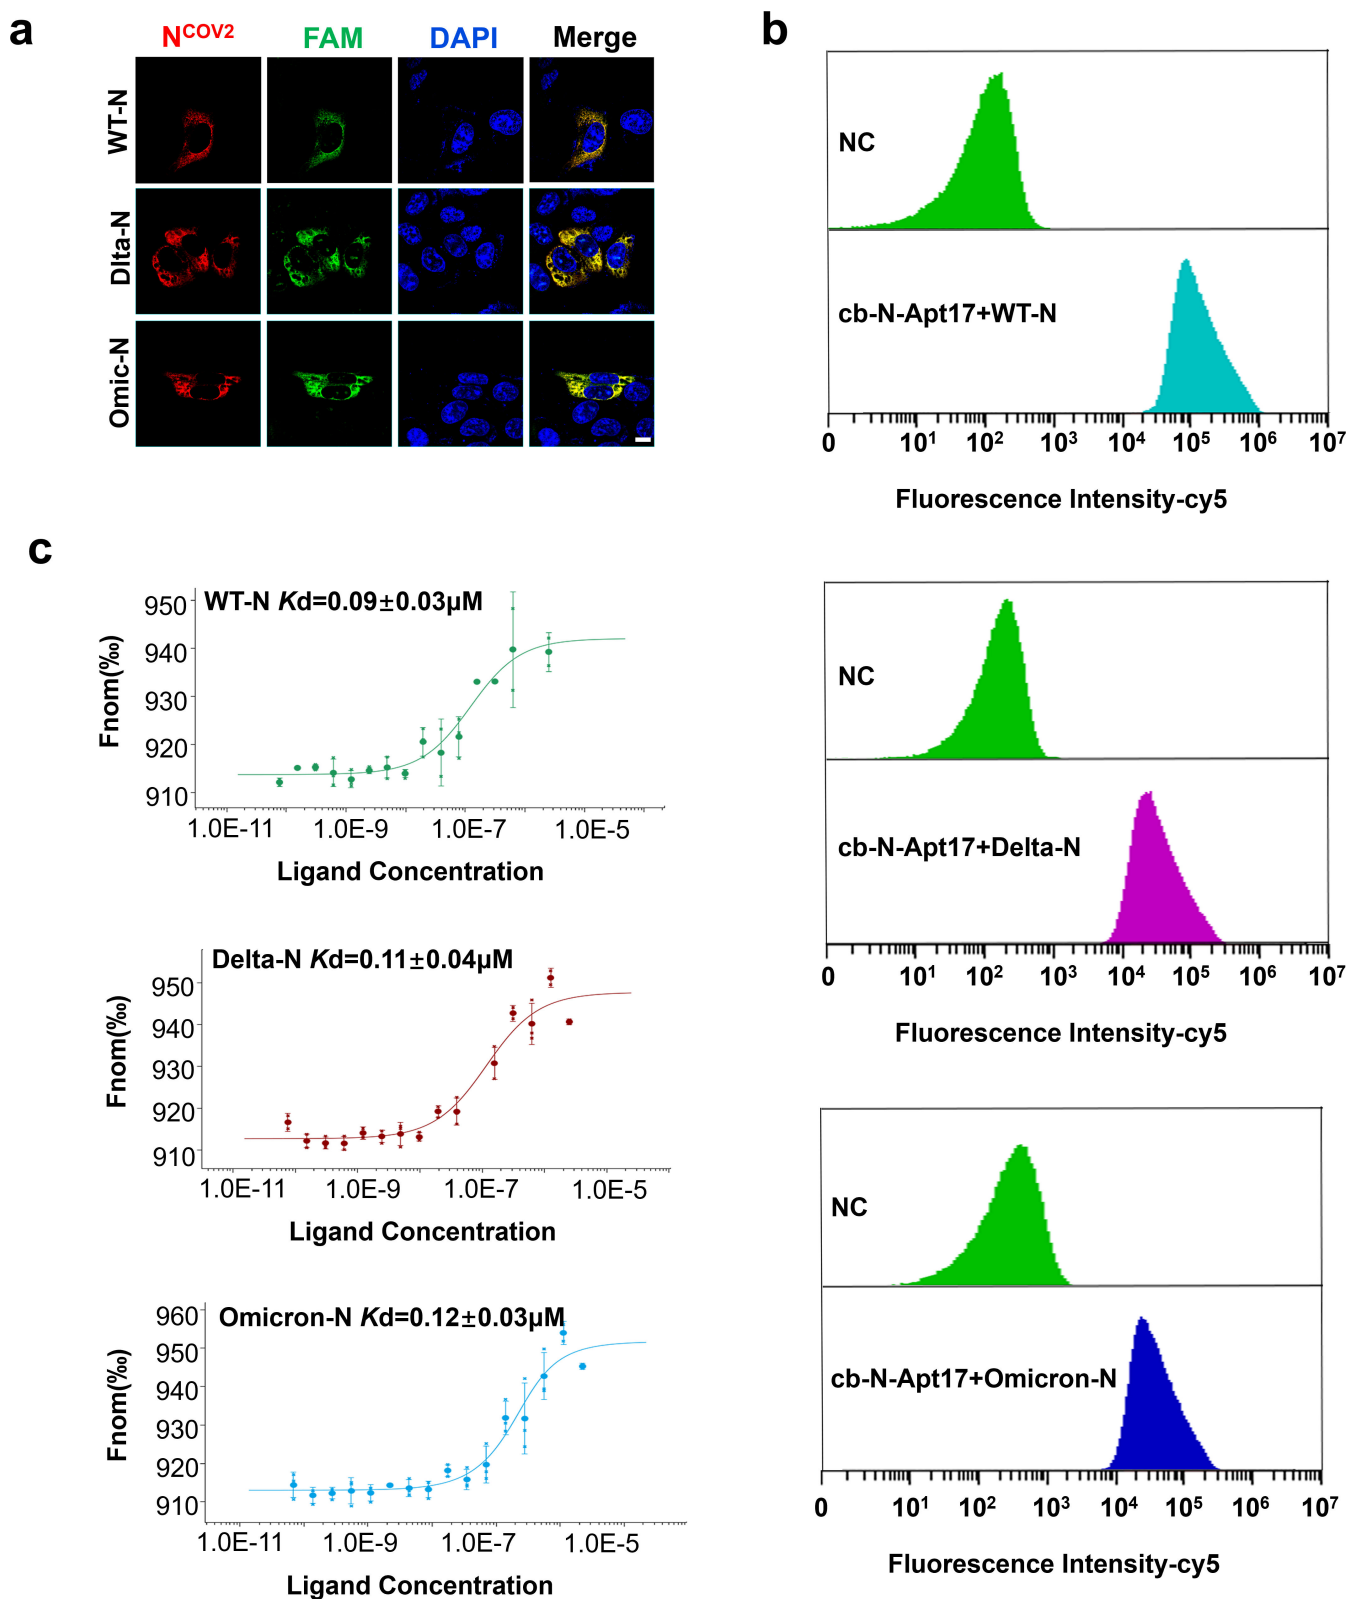 a
N^COV2 FAM DAPI Merge
WT-N
Dlta-N
Omic-N
b
NC
cb-N-Apt17+WT-N
0 10¹ 10² 10³ 10⁴ 10⁵ 10⁶ 10⁷
Fluorescence Intensity-cy5
NC
cb-N-Apt17+Delta-N
0 10¹ 10² 10³ 10⁴ 10⁵ 10⁶ 10⁷
Fluorescence Intensity-cy5
NC
cb-N-Apt17+Omicron-N
0 10¹ 10² 10³ 10⁴ 10⁵ 10⁶ 10⁷
Fluorescence Intensity-cy5
c
WT-N Kd=0.09±0.03μM
Fnom(‰)
950
940
930
920
910
1.0E-11 1.0E-9 1.0E-7 1.0E-5
Ligand Concentration
Delta-N Kd=0.11±0.04μM
Fnom(‰)
950
940
930
920
910
1.0E-11 1.0E-9 1.0E-7 1.0E-5
Ligand Concentration
Omicron-N Kd=0.12±0.03μM
Fnom(‰)
960
950
940
930
920
910
1.0E-11 1.0E-9 1.0E-7 1.0E-5
Ligand Concentration